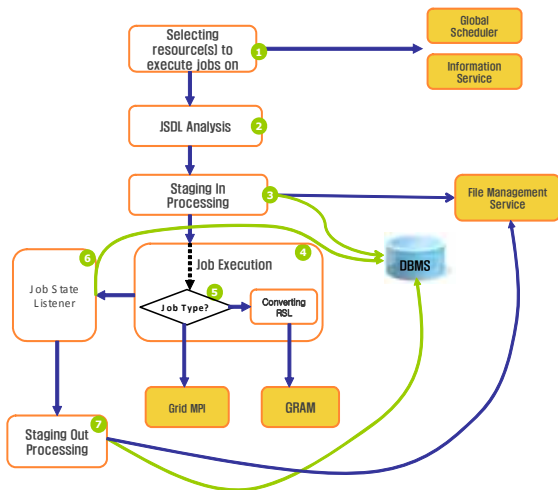 Selecting
resource(s) to
execute jobs on
1
Global
Scheduler
Information
Service
JSDL Analysis
2
Staging In
Processing
3
File Management
Service
6
Job State
Listener
4
Job Execution
5
Job Type?
Converting
RSL
DBMS
Grid MPI
GRAM
7
Staging Out
Processing